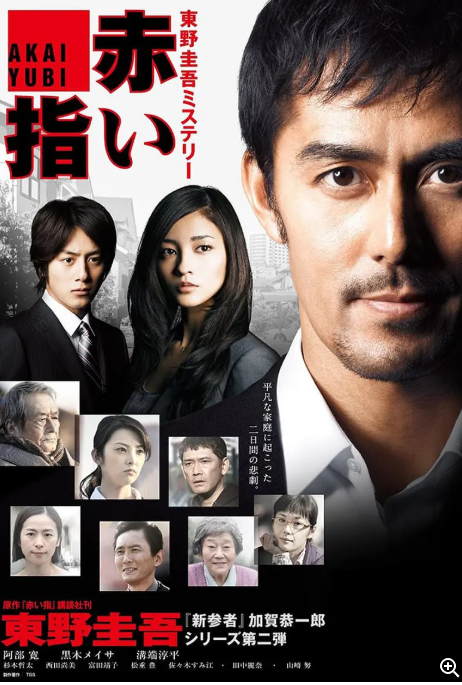 赤い指
AKAI
YUBI
東野圭吾ミステリー
平凡な家庭に起こった
二日間の悲劇。
原作『赤い指』講談社刊
東野圭吾
『新参者』加賀恭一郎
シリーズ第二弾
阿部 寛 黒木メイサ 溝端淳平
杉本哲太 西田尚美 富田靖子 松重 豊 佐々木すみ江・田中麗奈・山﨑 努
製作著作 TBS